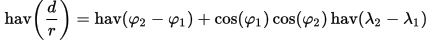 hav(d/r) = hav(φ₂ − φ₁) + cos(φ₁) cos(φ₂) hav(λ₂ − λ₁)